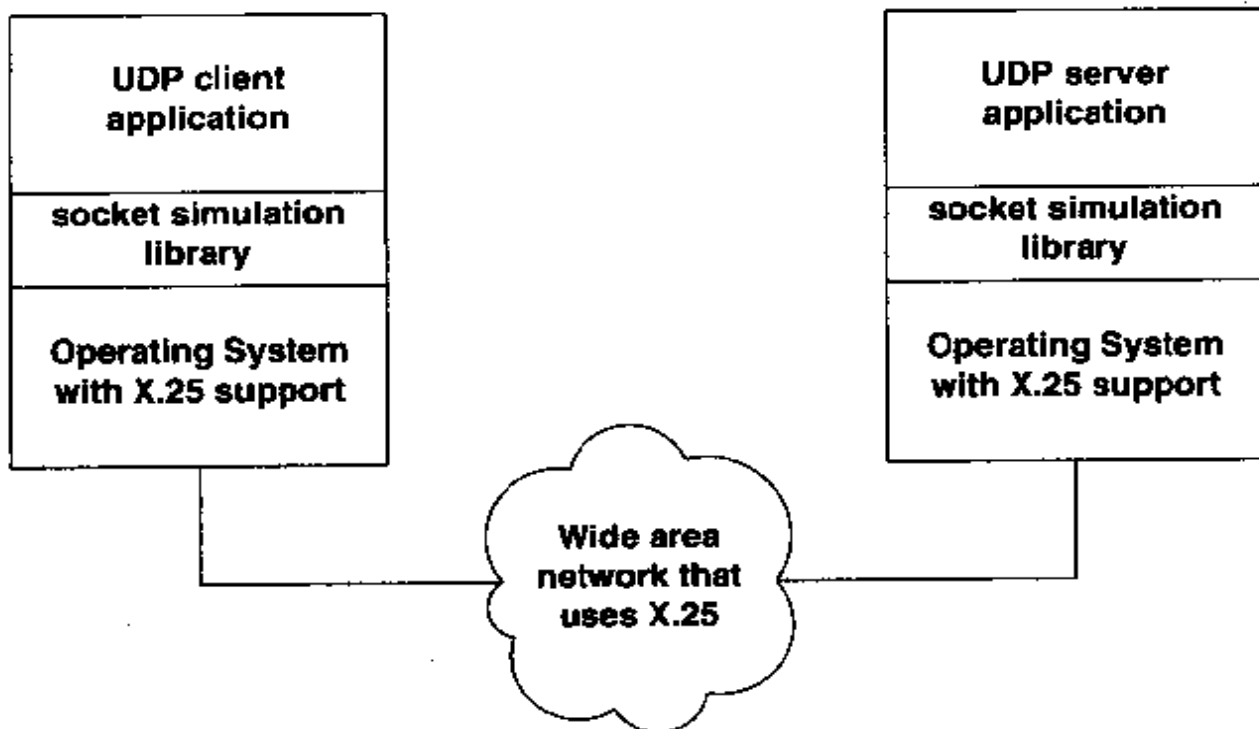 UDP client
application
socket simulation
library
Operating System
with X.25 support
UDP server
application
socket simulation
library
Operating System
with X.25 support
Wide area
network that
uses X.25